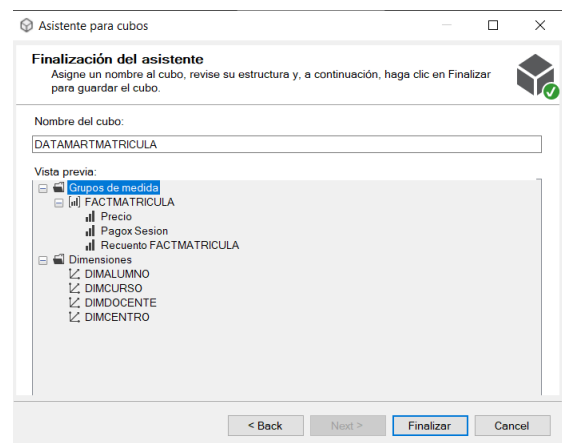 Asistente para cubos
Finalización del asistente
Asigne un nombre al cubo, revise su estructura y, a continuación, haga clic en Finalizar
para guardar el cubo.
Nombre del cubo:
DATAMARTMATRICULA
Vista previa:
Grupos de medida
FACTMATRICULA
Precio
Pagox Sesion
Recuento FACTMATRICULA
Dimensiones
DIMALUMNO
DIMCURSO
DIMDOCENTE
DIMCENTRO
< Back Next > Finalizar Cancel